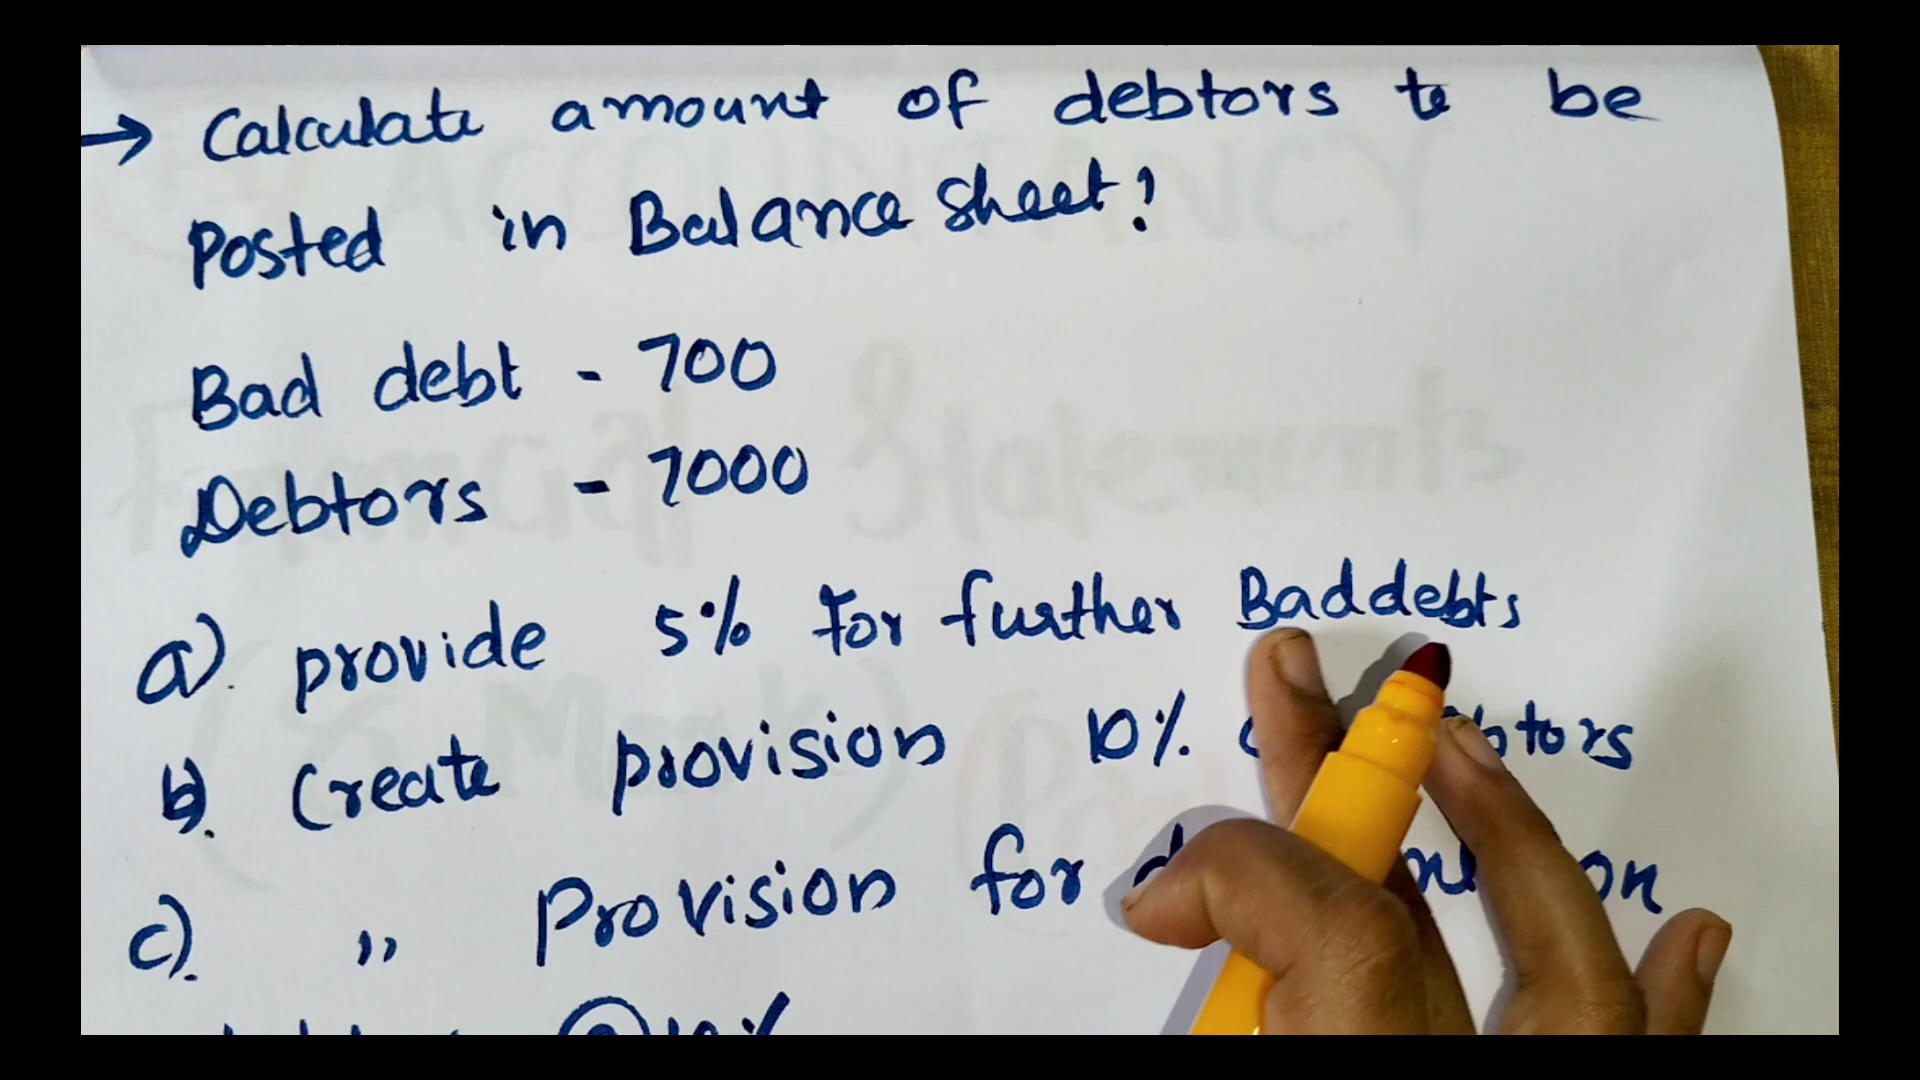 → Calculate amount of debtors to be
Posted in Balance Sheet?
Bad debt - 700
Debtors - 7000
a). provide 5% for further Baddebts
b). Create provision 10%
c). ,, Provision for on